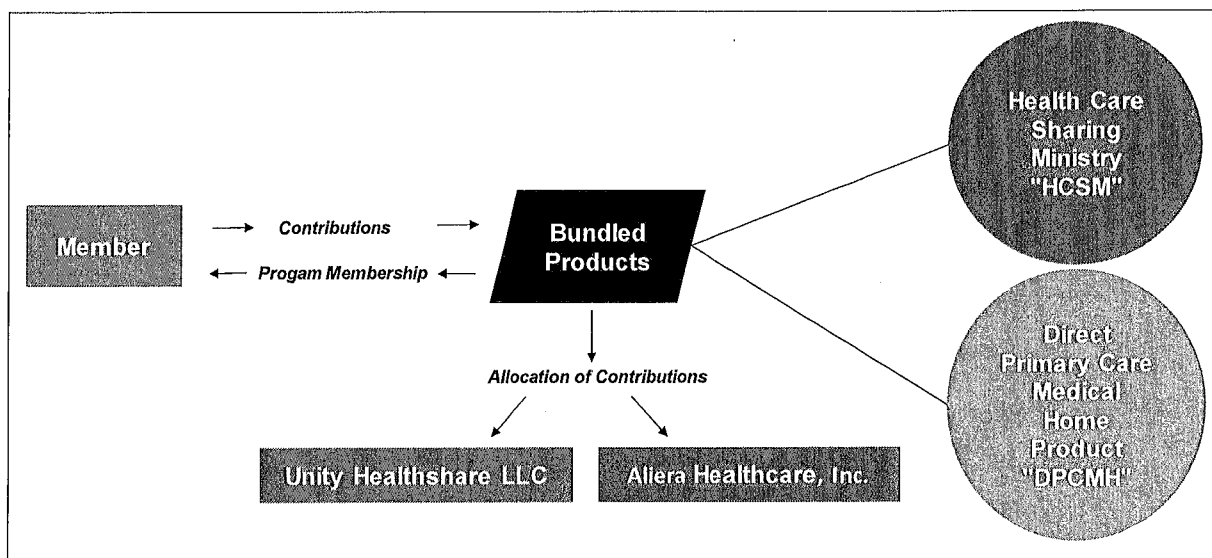 Health Care
Sharing
Ministry
"HCSM"
Member
Contributions
Progam Membership
Bundled
Products
Allocation of Contributions
Unity Healthshare LLC
Aliera Healthcare, Inc.
Direct
Primary Care
Medical
Home
Product
"DPCMH"